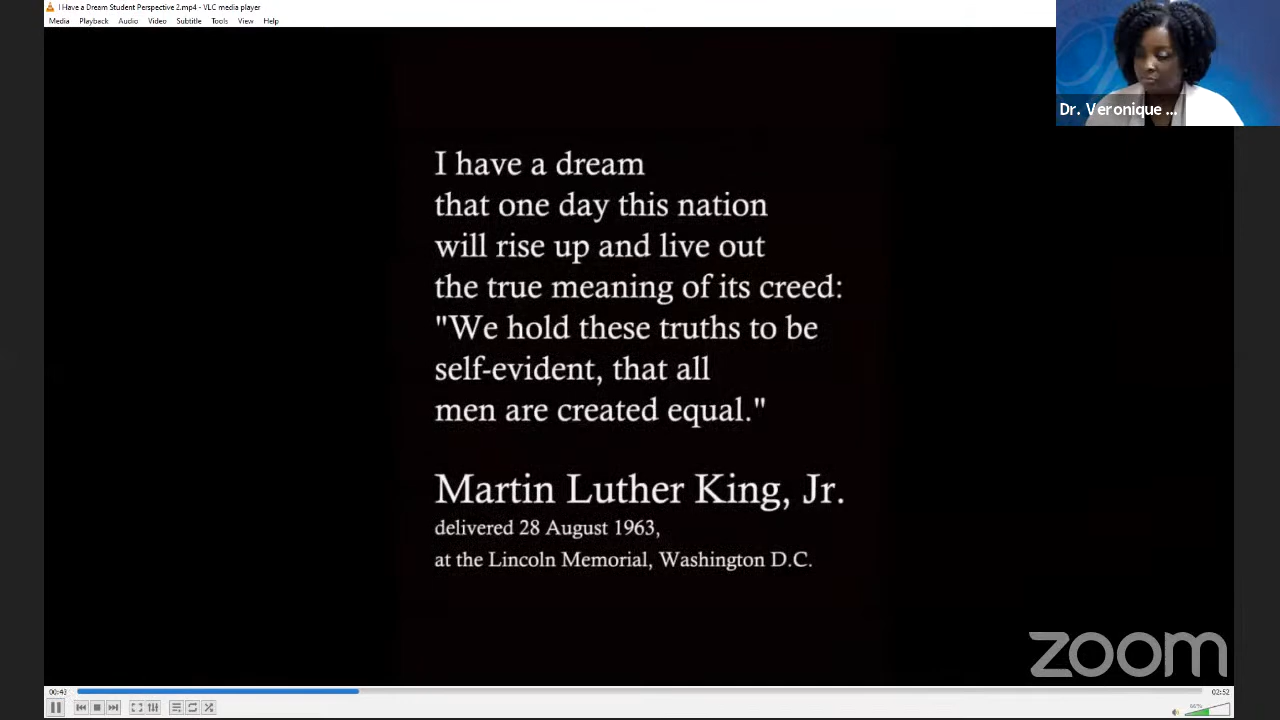 I Have a Dream Student Perspective 2.mp4 - VLC media player
Media Playback Audio Video Subtitle Tools View Help
Dr. Veronique ...
I have a dream
that one day this nation
will rise up and live out
the true meaning of its creed:
"We hold these truths to be
self-evident, that all
men are created equal."
Martin Luther King, Jr.
delivered 28 August 1963,
at the Lincoln Memorial, Washington D.C.
zoom
00:43
02:52